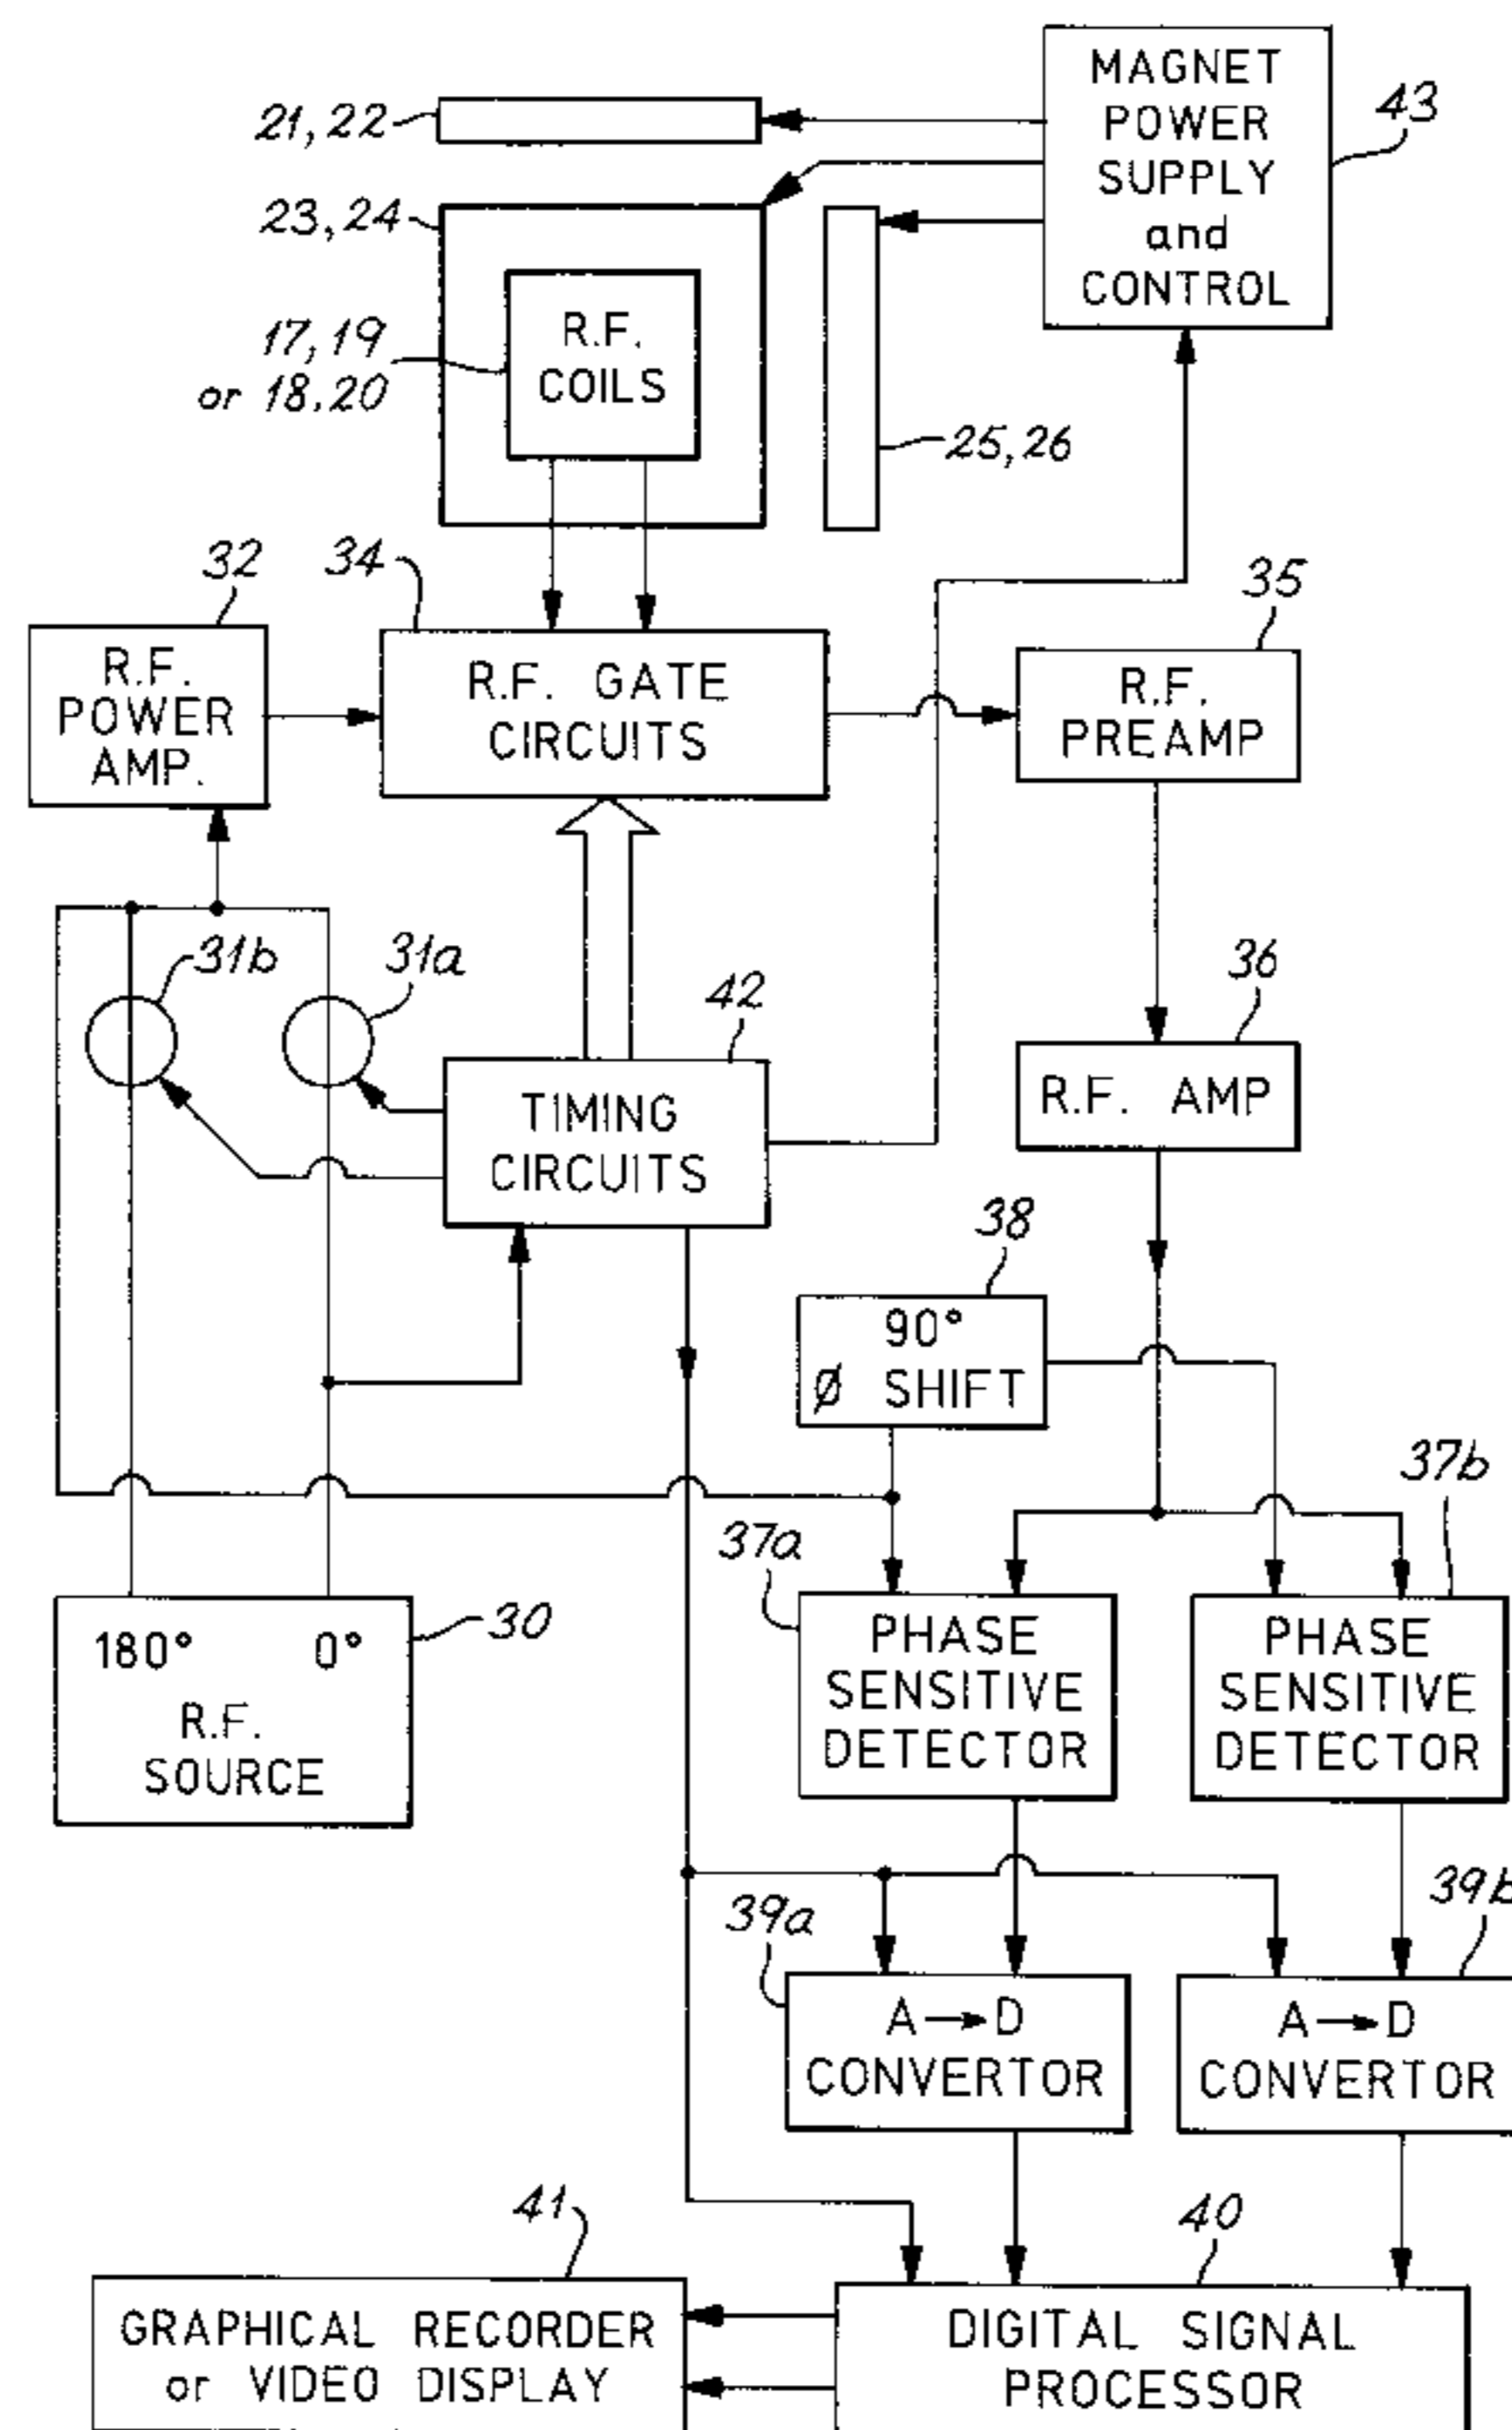 MAGNET
POWER
SUPPLY
and
CONTROL
43
21, 22
23, 24
17, 19
or 18, 20
R.F.
COILS
25, 26
32
34
35
R.F.
POWER
AMP.
R.F. GATE
CIRCUITS
R.F.
PREAMP
31b
31a
42
36
TIMING
CIRCUITS
R.F. AMP
38
90°
Ø SHIFT
37a
37b
180° 0°
R.F.
SOURCE
30
PHASE
SENSITIVE
DETECTOR
PHASE
SENSITIVE
DETECTOR
39a
39b
A→D
CONVERTOR
A→D
CONVERTOR
41
40
GRAPHICAL RECORDER
or VIDEO DISPLAY
DIGITAL SIGNAL
PROCESSOR